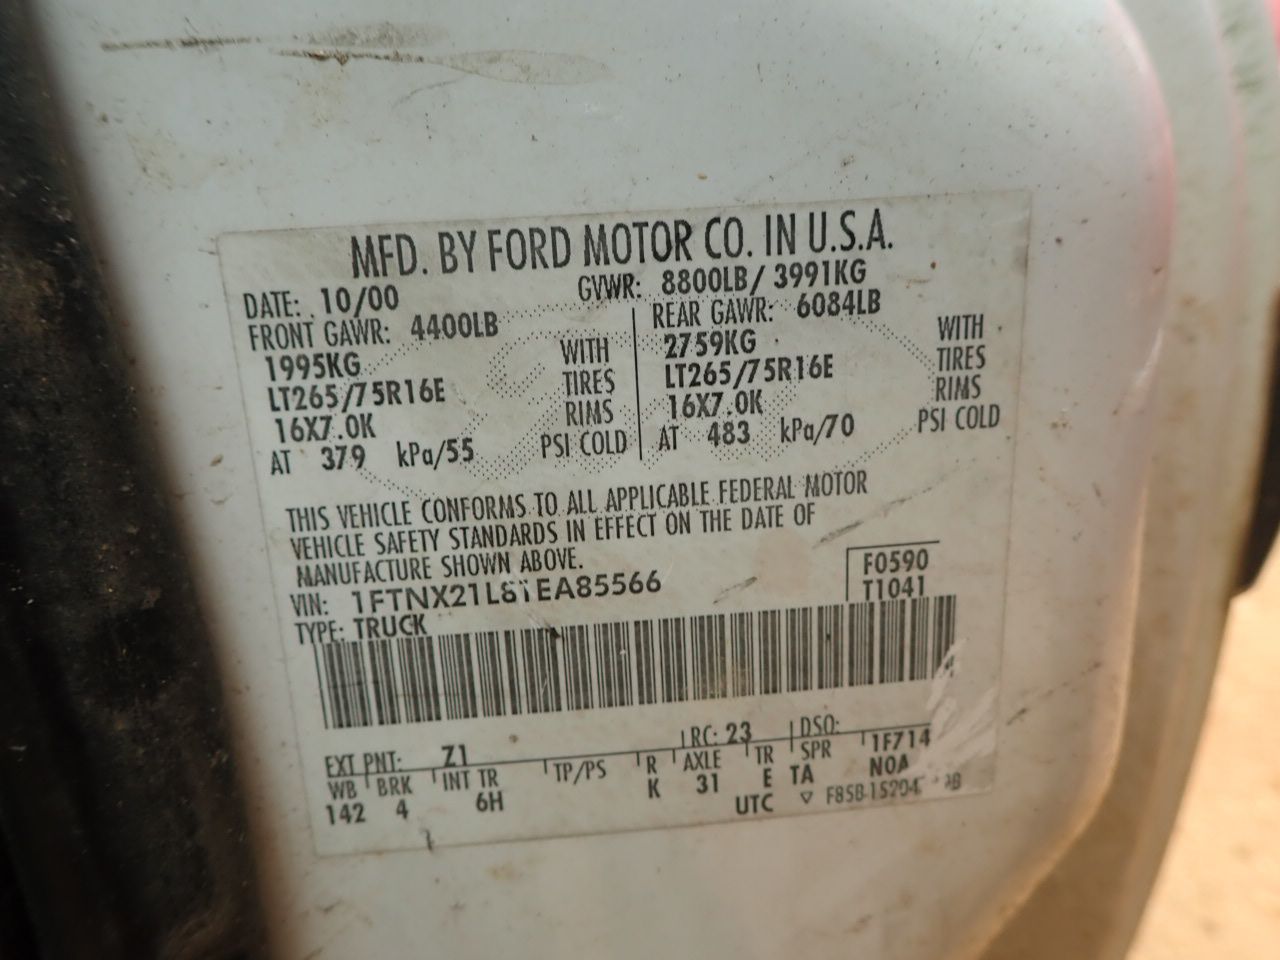 MFD. BY FORD MOTOR CO. IN U.S.A.
DATE: 10/00 GVWR: 8800LB/ 3991KG
FRONT GAWR: 4400LB REAR GAWR: 6084LB
1995KG WITH 2759KG WITH
LT265/75R16E TIRES LT265/75R16E TIRES
16X7.0K RIMS 16X7.0K RIMS
AT 379 kPa/55 PSI COLD AT 483 kPa/70 PSI COLD
THIS VEHICLE CONFORMS TO ALL APPLICABLE FEDERAL MOTOR
VEHICLE SAFETY STANDARDS IN EFFECT ON THE DATE OF
MANUFACTURE SHOWN ABOVE.
F0590
VIN: 1FTNX21L81EA85566 T1041
TYPE: TRUCK
EXT PNT: Z1 RC: 23 DSO:
WB BRK INT TR TP/PS R AXLE TR SPR 1F714
142 4 6H K 31 E TA N0A
UTC